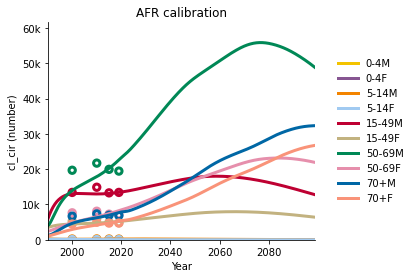 AFR calibration
60k
50k
40k
30k
20k
10k
0
cl_cir (number)
2000 2020 2040 2060 2080
Year
0-4M
0-4F
5-14M
5-14F
15-49M
15-49F
50-69M
50-69F
70+M
70+F